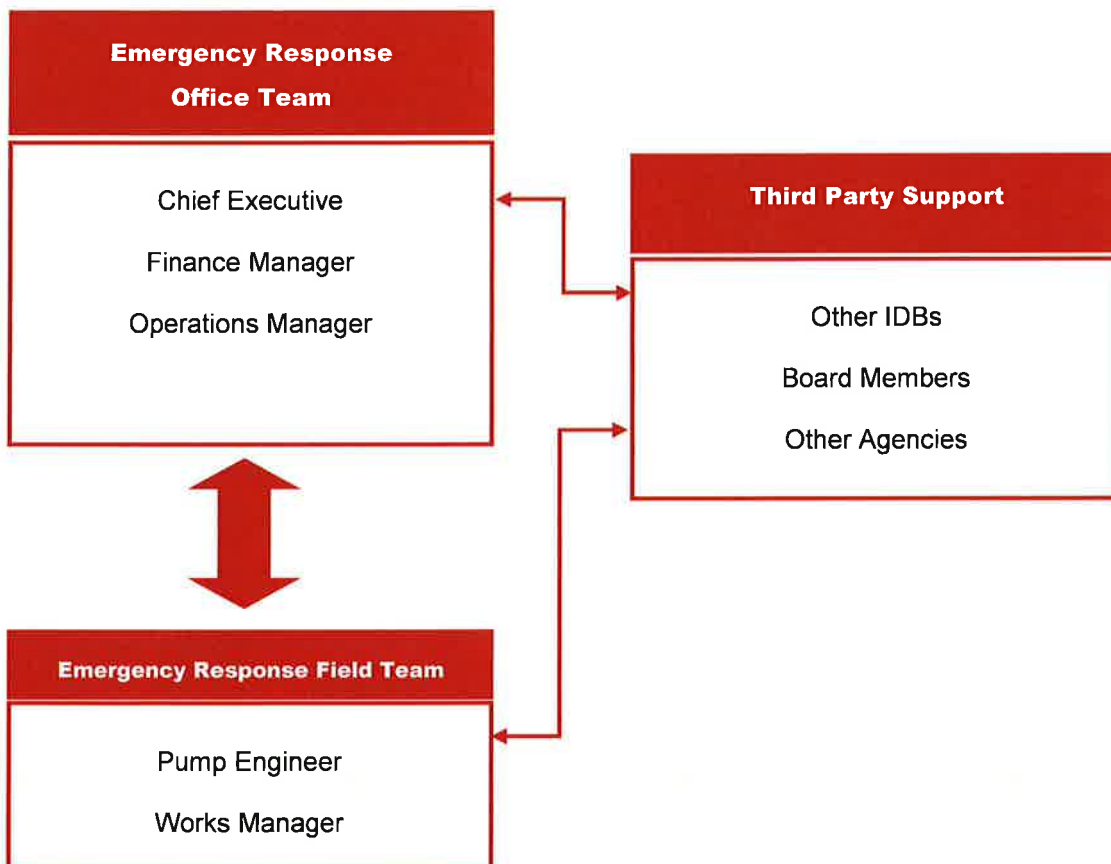 Emergency Response
Office Team
Chief Executive
Finance Manager
Operations Manager
Third Party Support
Other IDBs
Board Members
Other Agencies
Emergency Response Field Team
Pump Engineer
Works Manager